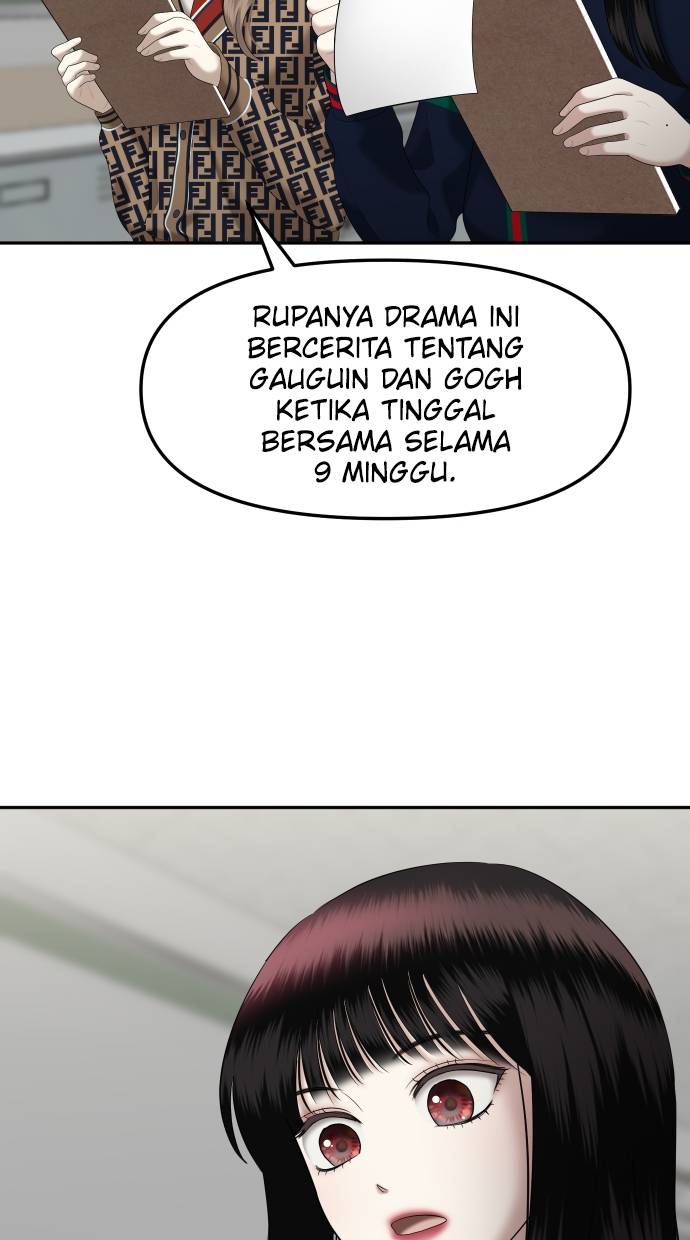 RUPANYA DRAMA INI
BERCERITA TENTANG
GAUGUIN DAN GOGH
KETIKA TINGGAL
BERSAMA SELAMA
9 MINGGU.